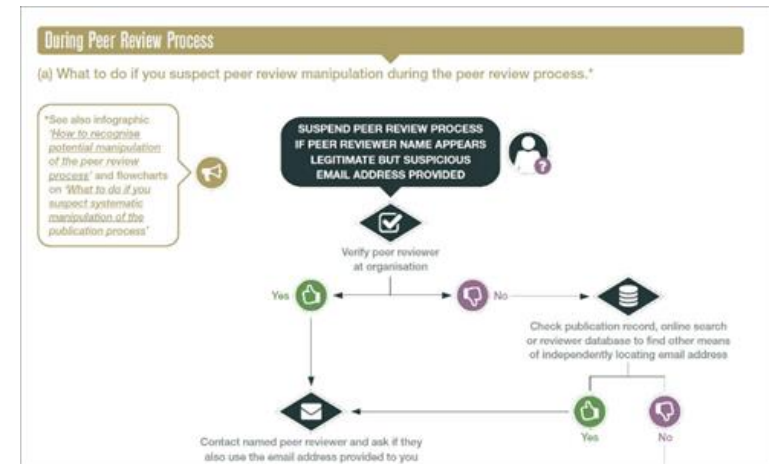 During Peer Review Process
(a) What to do if you suspect peer review manipulation during the peer review process.*
*See also infographic
'How to recognise
potential manipulation
of the peer review
process' and flowcharts
on 'What to do if you
suspect systematic
manipulation of the
publication process'
SUSPEND PEER REVIEW PROCESS
IF PEER REVIEWER NAME APPEARS
LEGITIMATE BUT SUSPICIOUS
EMAIL ADDRESS PROVIDED
?
Verify peer reviewer
at organisation
Yes
No
Check publication record, online search
or reviewer database to find other means
of independently locating email address
Yes
No
Contact named peer reviewer and ask if they
also use the email address provided to you